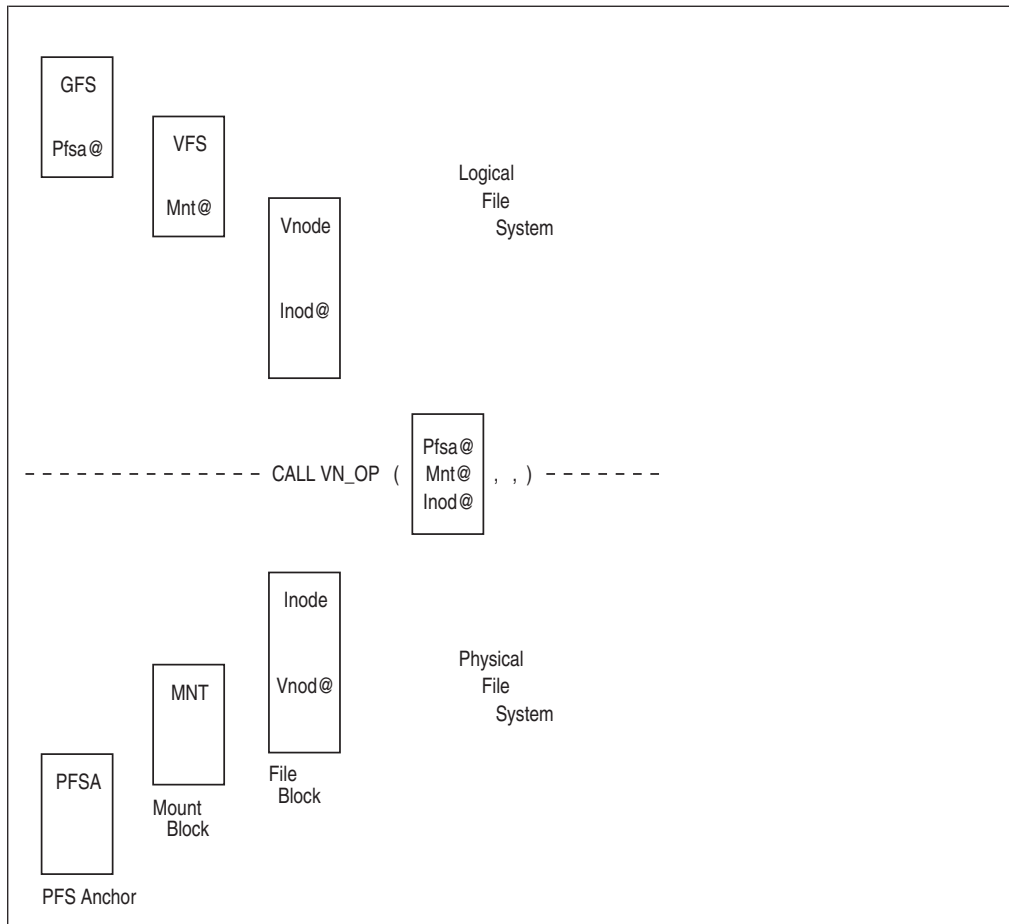 GFS
Pfsa@
VFS
Mnt@
Vnode
Inod@
Logical
File
System
CALL VN_OP ( Pfsa@ Mnt@ Inod@ , , )
Inode
Vnod@
File
Block
Physical
File
System
MNT
Mount
Block
PFSA
PFS Anchor